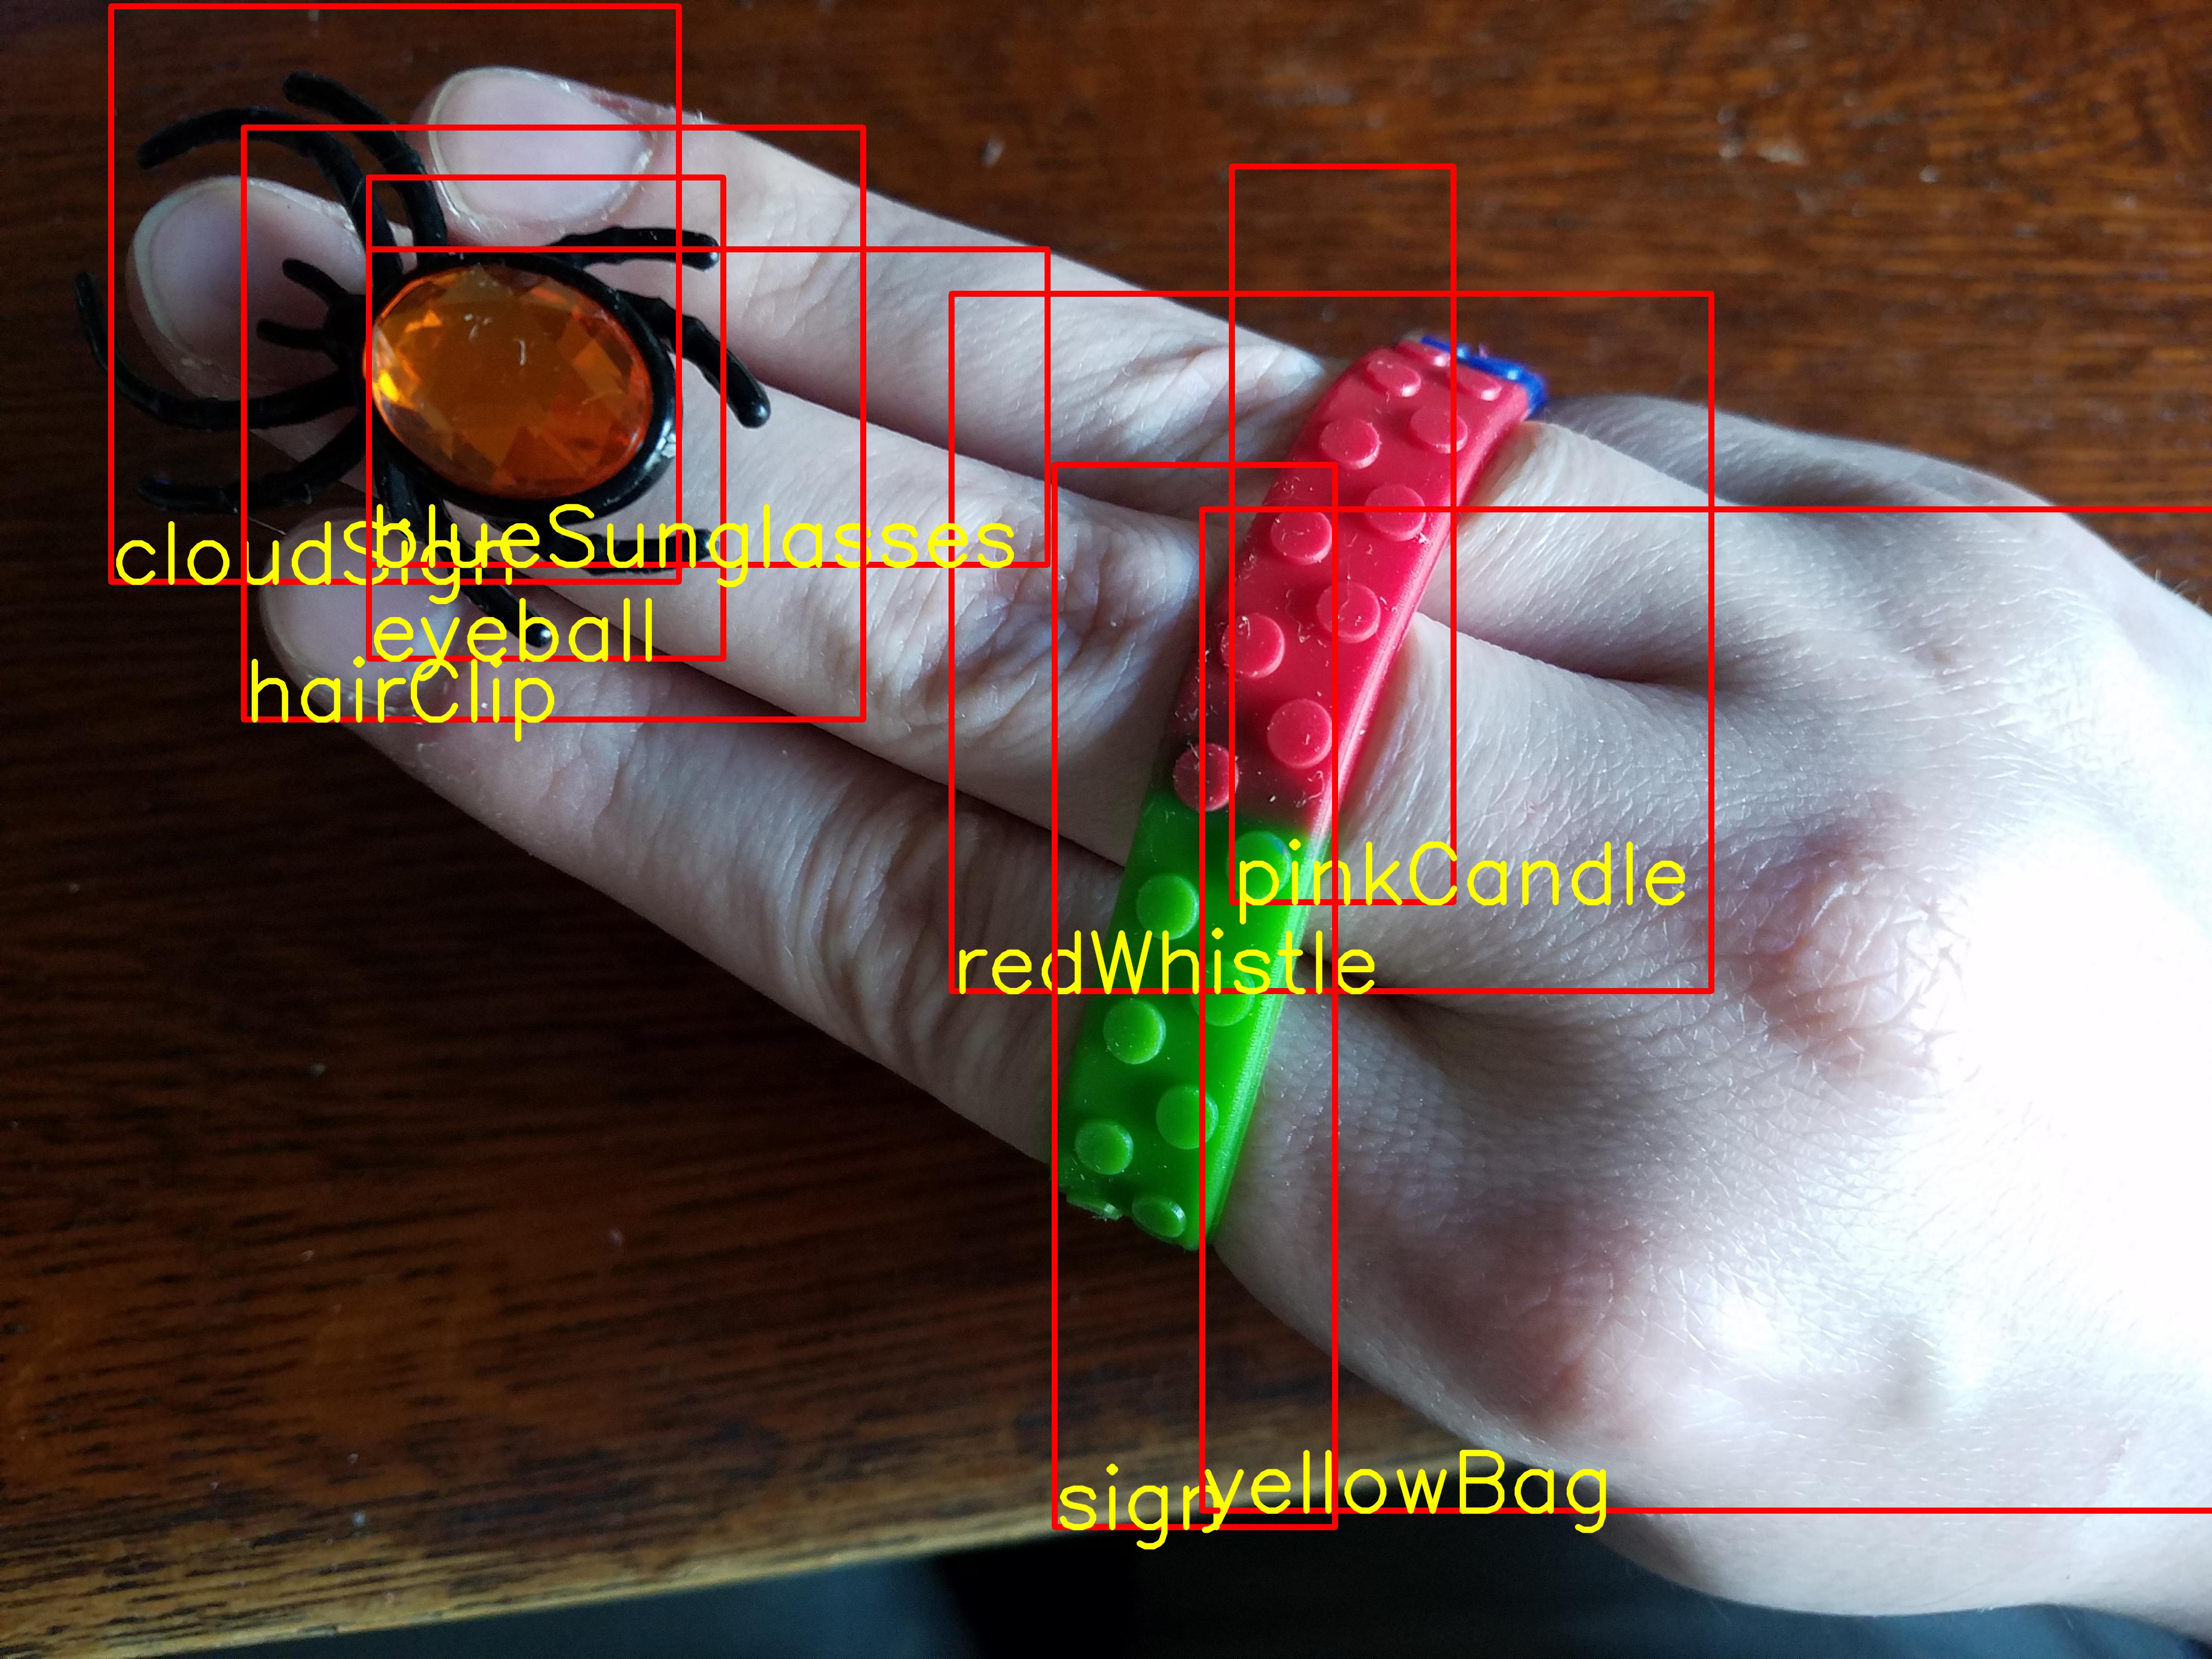 cloudSign
blueSunglasses
eyeball
hairClip
pinkCandle
redWhistle
sign
yellowBag